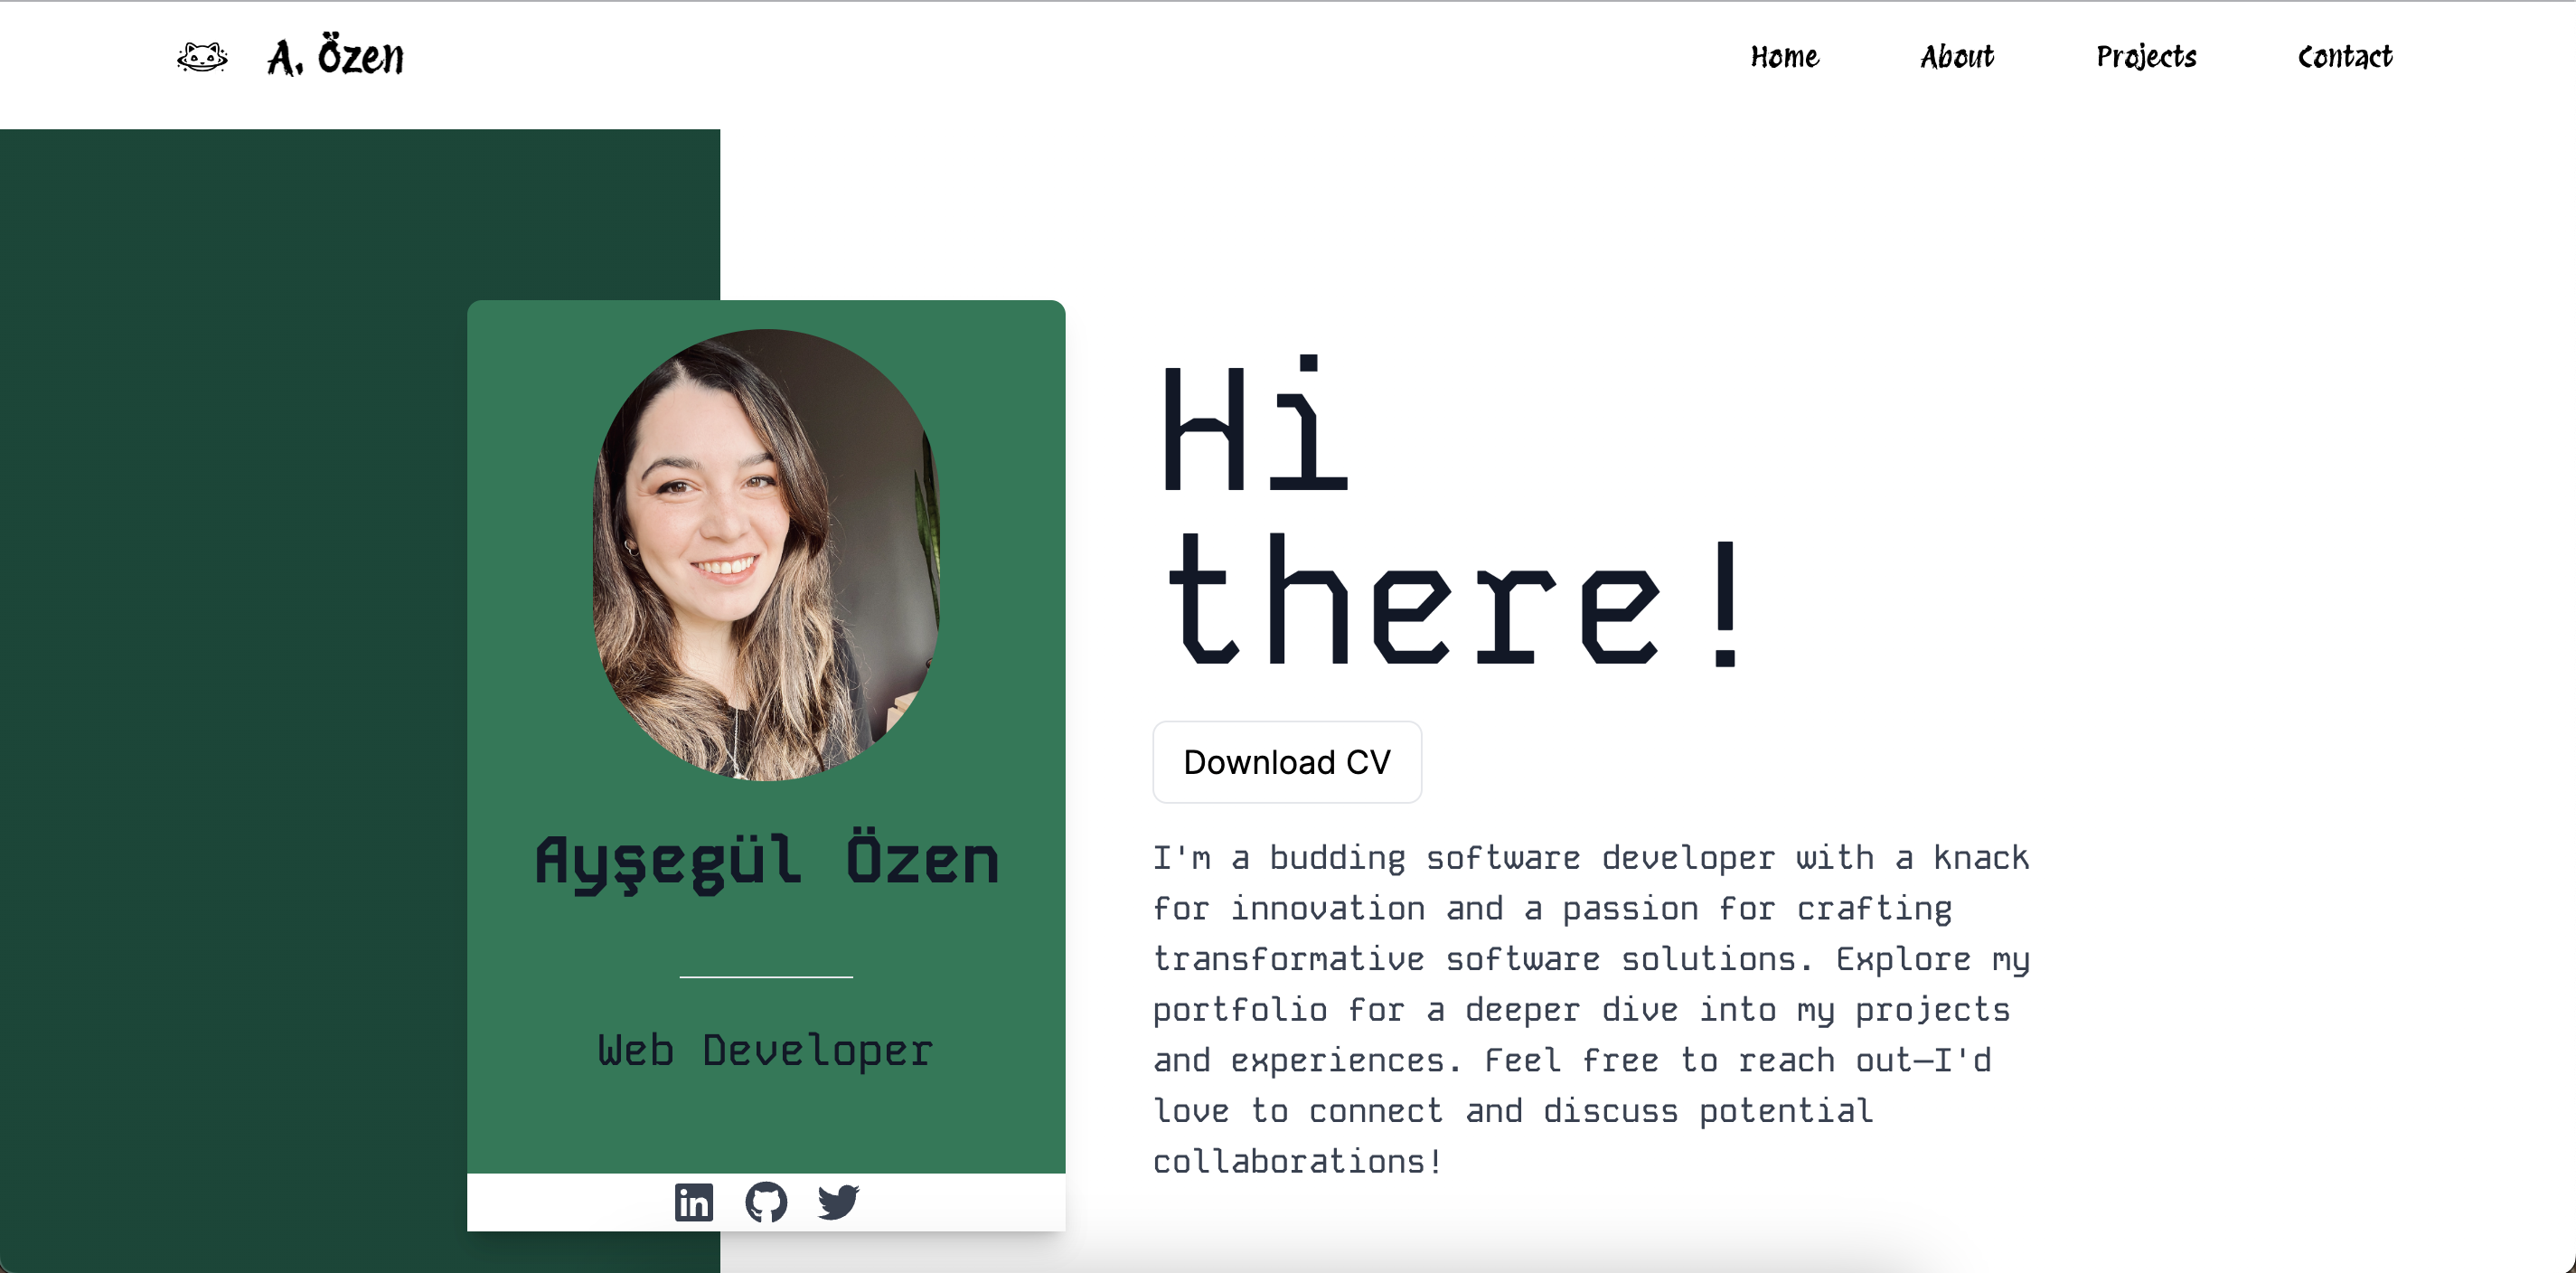 A. Özen
Home
About
Projects
Contact
Ayşegül Özen
Web Developer
Hi
there!
Download CV
I'm a budding software developer with a knack
for innovation and a passion for crafting
transformative software solutions. Explore my
portfolio for a deeper dive into my projects
and experiences. Feel free to reach out—I'd
love to connect and discuss potential
collaborations!